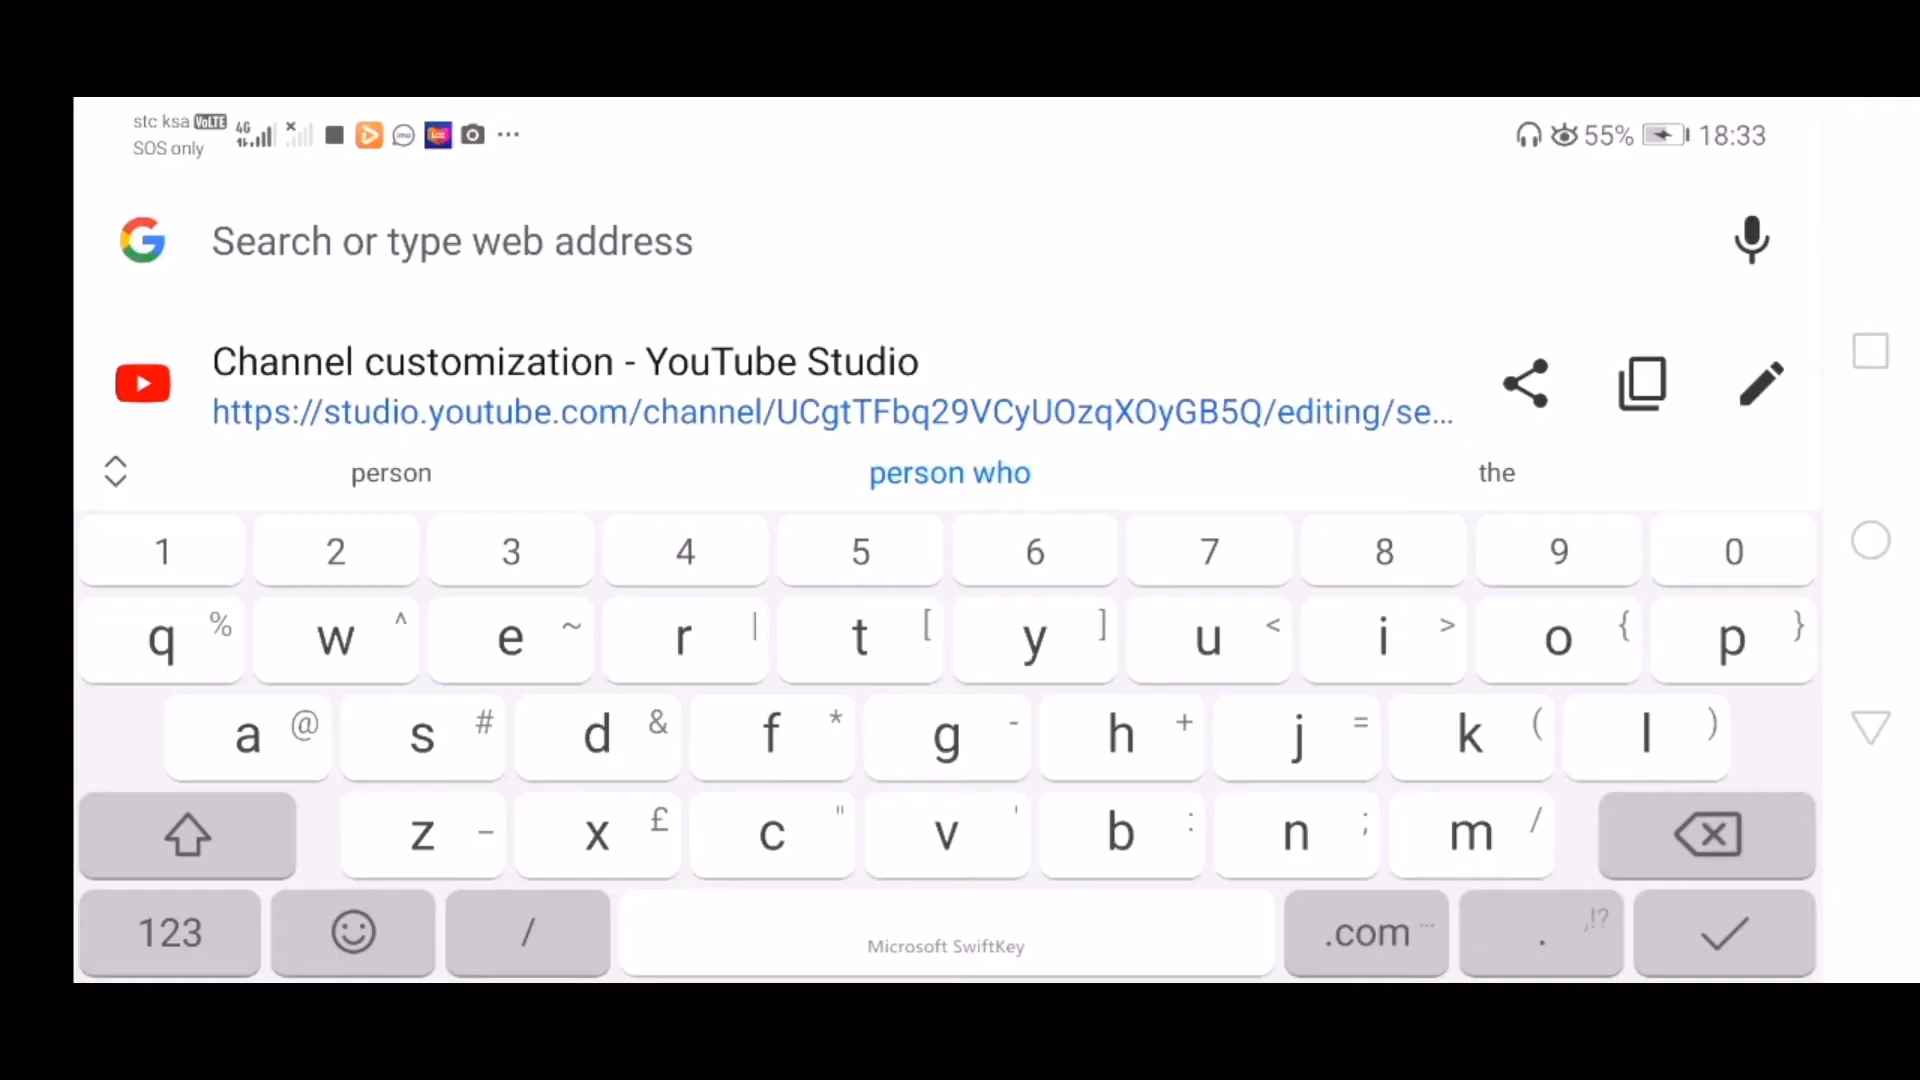 stc ksa VoLTE 4G 55% 18:33
SOS only
Search or type web address
Channel customization - YouTube Studio
https://studio.youtube.com/channel/UCgtTFbq29VCyUOzqXOyGB5Q/editing/se...
person person who the
1 2 3 4 5 6 7 8 9 0
q % w ^ e ~ r | t [ y ] u < i > o { p }
a @ s # d & f * g - h + j = k ( l )
z _ x £ c " v ' b : n ; m /
123 / Microsoft SwiftKey .com ... . ,!?